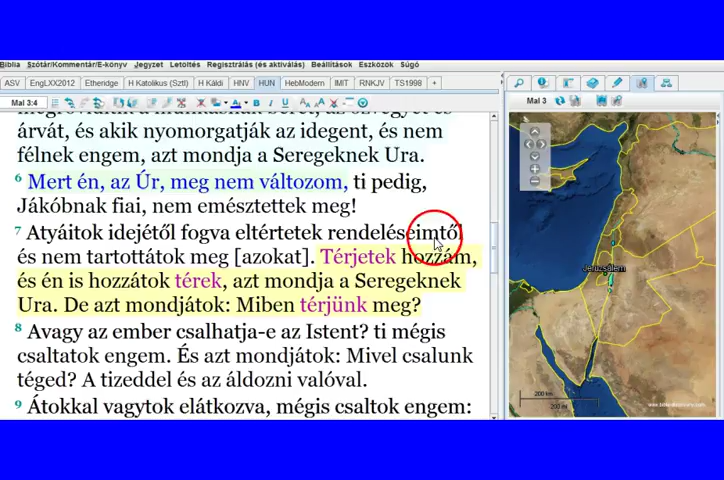 Biblia Szótár/Kommentár/E-könyv Jegyzet Letöltés Regisztrálás (és aktiválás) Beállítások Eszközök Súgó
ASV EngLXX2012 Etheridge H Katolikus (Sztl) H Káldi HNV HUN HebModern IMIT RNKJV TS1998 +
Mal 3:4
Mal 3
árvát, és akik nyomorgatják az idegent, és nem
félnek engem, azt mondja a Seregeknek Ura.
6 Mert én, az Úr, meg nem változom, ti pedig,
Jákóbnak fiai, nem emésztettek meg!
7 Atyáitok idejétől fogva eltértetek rendeléseimtől
és nem tartottátok meg [azokat]. Térjetek hozzám,
és én is hozzátok térek, azt mondja a Seregeknek
Ura. De azt mondjátok: Miben térjünk meg?
8 Avagy az ember csalhatja-e az Istent? ti mégis
csaltatok engem. És azt mondjátok: Mivel csalunk
téged? A tizeddel és az áldozni valóval.
9 Átokkal vagytok elátkozva, mégis csaltok engem:
Jeruzsálem
200 km